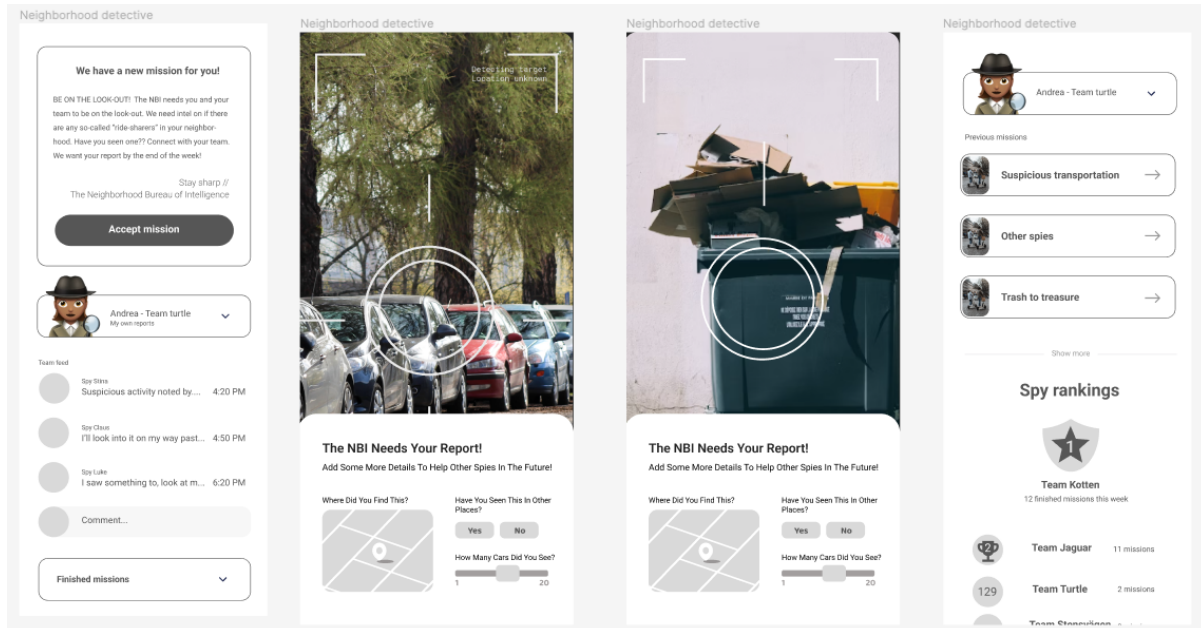 Neighborhood detective
We have a new mission for you!
BE ON THE LOOK-OUT! The NBI needs you and your
team to be on the look-out. We need intel on if there
are any so-called "ride-sharers" in your neighbor-
hood. Have you seen one?? Connect with your team.
We want your report by the end of the week!
Stay sharp //
The Neighborhood Bureau of Intelligence
Accept mission
Andrea - Team turtle
My own reports
Team feed
Spy Stina
Suspicious activity noted by.... 4:20 PM
Spy Claus
I'll look into it on my way past... 4:50 PM
Spy Luke
I saw something to, look at m... 6:20 PM
Comment...
Finished missions
Neighborhood detective
Detecting target
Location unknown
The NBI Needs Your Report!
Add Some More Details To Help Other Spies In The Future!
Where Did You Find This?
Have You Seen This In Other
Places?
Yes No
How Many Cars Did You See?
1 20
Neighborhood detective
The NBI Needs Your Report!
Add Some More Details To Help Other Spies In The Future!
Where Did You Find This?
Have You Seen This In Other
Places?
Yes No
How Many Cars Did You See?
1 20
Neighborhood detective
Andrea - Team turtle
Previous missions
Suspicious transportation
Other spies
Trash to treasure
Show more
Spy rankings
1
Team Kotten
12 finished missions this week
2 Team Jaguar 11 missions
129 Team Turtle 2 missions